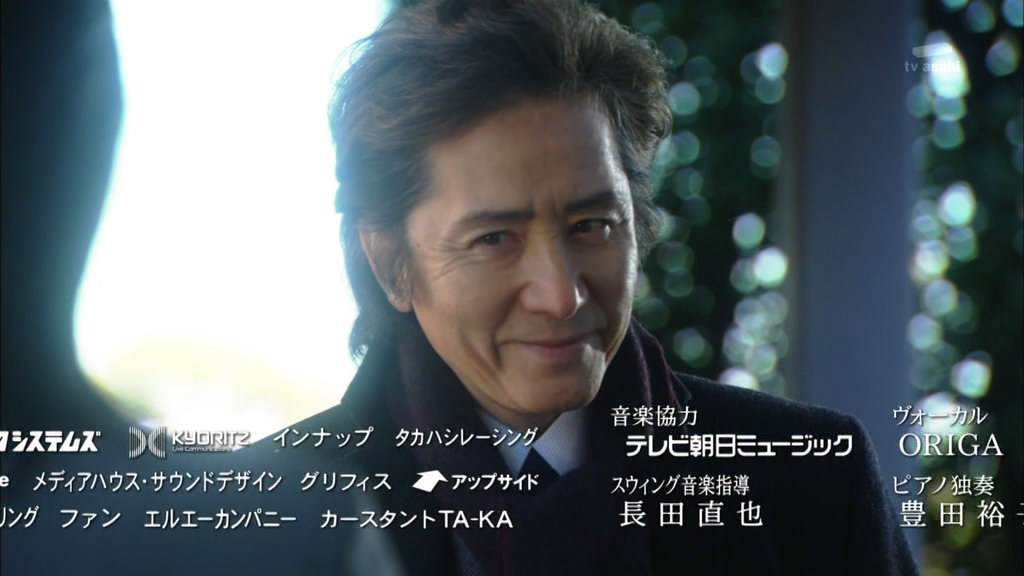 tv asahi
システムズ KYORITZ Live Communications インナップ タカハシレーシング
e メディアハウス・サウンドデザイン グリフィス アップサイド
リング ファン エルエーカンパニー カースタントTA-KA
音楽協力
テレビ朝日ミュージック
スウィング音楽指導
長田直也
ヴォーカル
ORIGA
ピアノ独奏
豊田裕